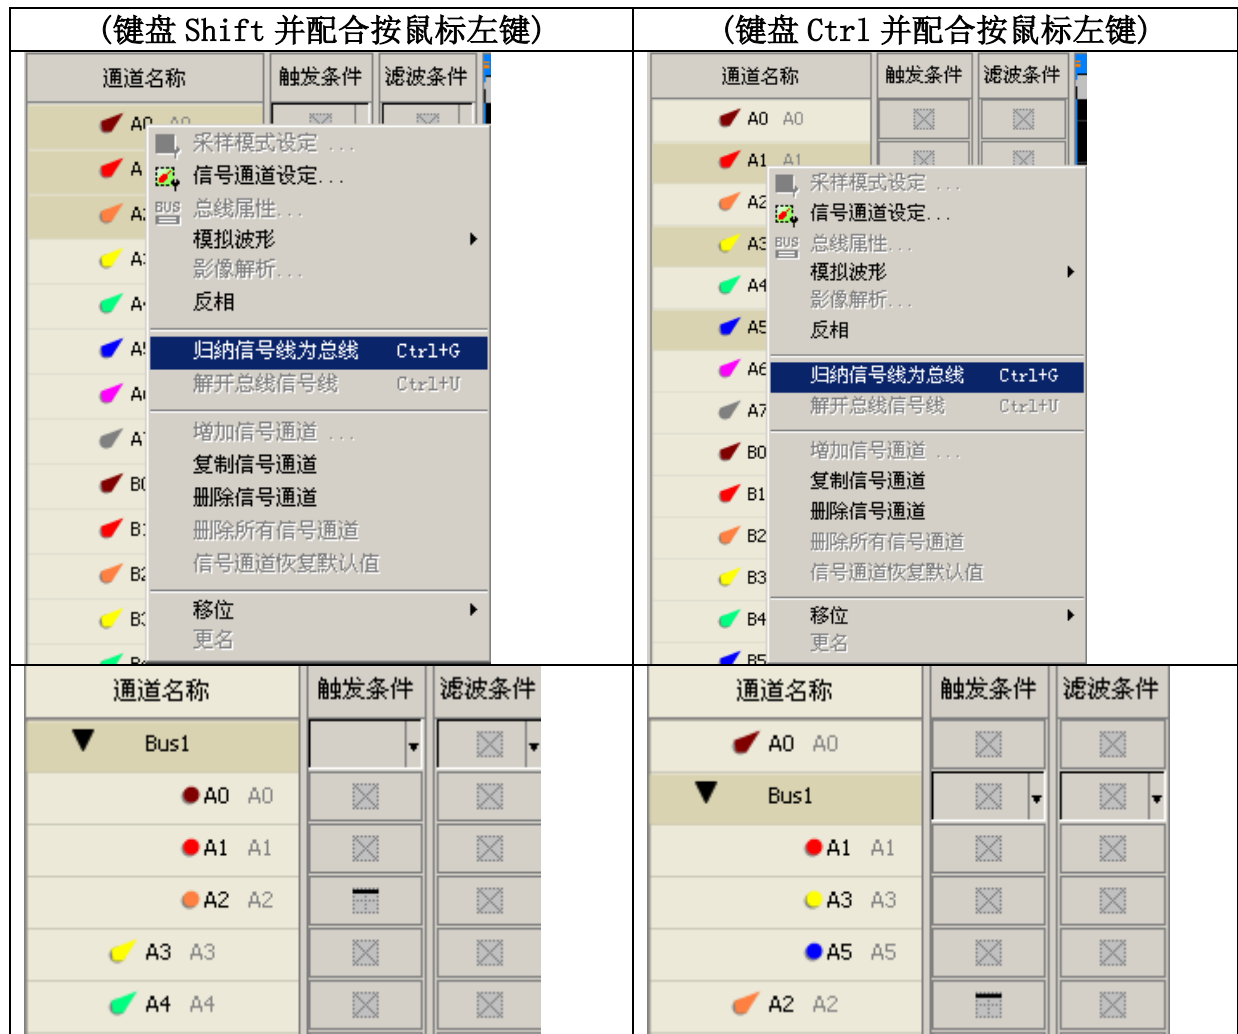 (键盘 Shift 并配合按鼠标左键)
通道名称 触发条件 滤波条件
A0 A0
采样模式设定 ...
A
信号通道设定...
A
BUS 总线属性...
模拟波形
A
影像解析...
A
反相
A
归纳信号线为总线 Ctrl+G
解开总线信号线 Ctrl+U
A
增加信号通道 ...
A
复制信号通道
B
删除信号通道
B
删除所有信号通道
信号通道恢复默认值
B
移位
B
更名
(键盘 Ctrl 并配合按鼠标左键)
通道名称 触发条件 滤波条件
A0 A0
A1 A1
采样模式设定 ...
A2
信号通道设定...
A3
BUS 总线属性...
模拟波形
A4
影像解析...
A5
反相
A6
归纳信号线为总线 Ctrl+G
A7
解开总线信号线 Ctrl+U
B0
增加信号通道 ...
复制信号通道
B1
删除信号通道
B2
删除所有信号通道
B3
信号通道恢复默认值
B4
移位
更名
B5
通道名称 触发条件 滤波条件
Bus1
A0 A0
A1 A1
A2 A2
A3 A3
A4 A4
通道名称 触发条件 滤波条件
A0 A0
Bus1
A1 A1
A3 A3
A5 A5
A2 A2